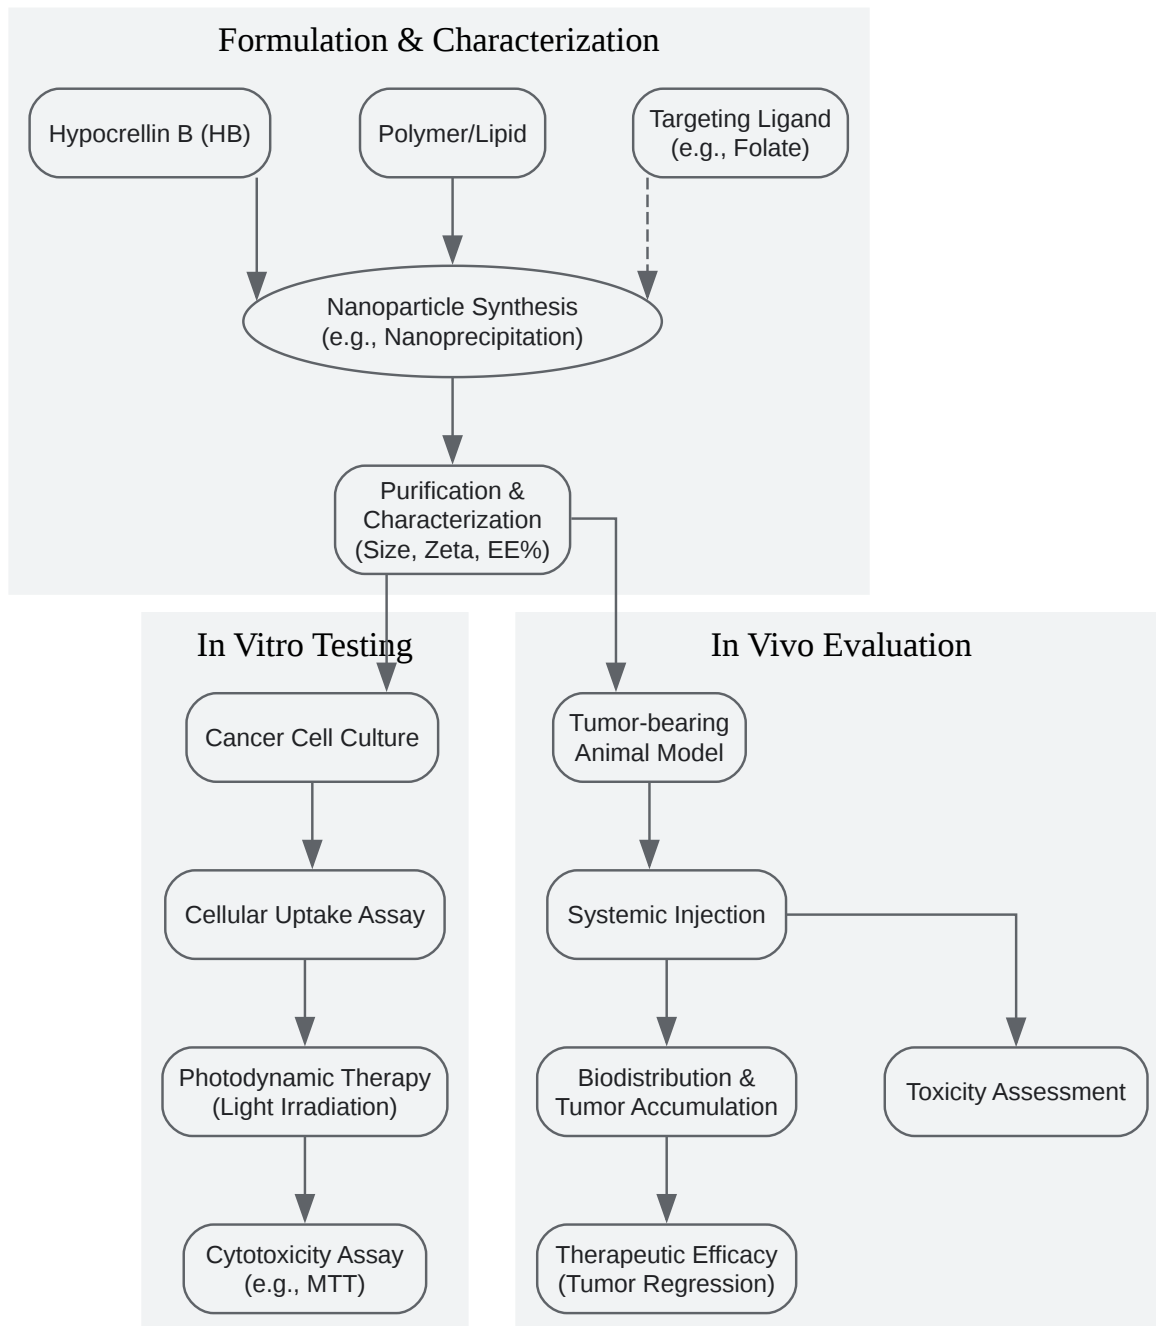 Formulation & Characterization
Hypocrellin B (HB)
Polymer/Lipid
Targeting Ligand
(e.g., Folate)
Nanoparticle Synthesis
(e.g., Nanoprecipitation)
Purification &
Characterization
(Size, Zeta, EE%)
In Vitro Testing
Cancer Cell Culture
Cellular Uptake Assay
Photodynamic Therapy
(Light Irradiation)
Cytotoxicity Assay
(e.g., MTT)
In Vivo Evaluation
Tumor-bearing
Animal Model
Systemic Injection
Biodistribution &
Tumor Accumulation
Toxicity Assessment
Therapeutic Efficacy
(Tumor Regression)